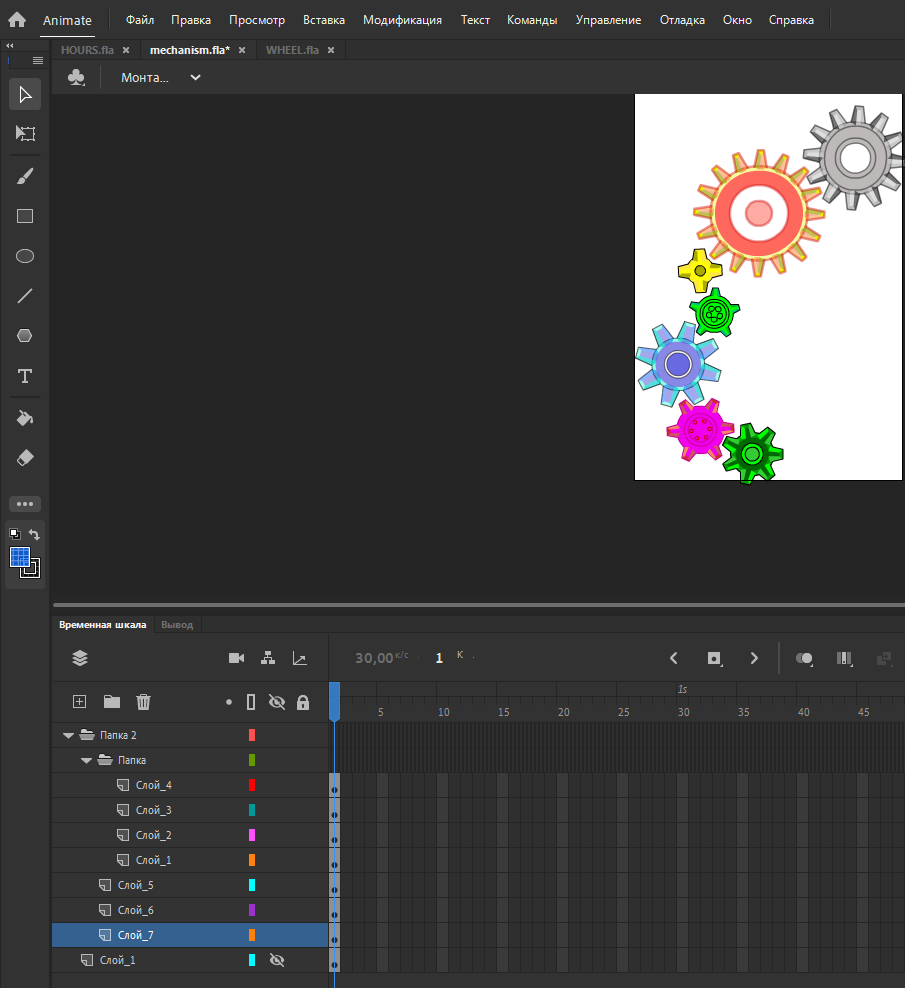 Animate Файл Правка Просмотр Вставка Модификация Текст Команды Управление Отладка Окно Справка
HOURS.fla × mechanism.fla* × WHEEL.fla ×
Монта...
T
Временная шкала Вывод
30,00 к/с 1 К
1s
5 10 15 20 25 30 35 40 45
Папка 2
Папка
Слой_4
Слой_3
Слой_2
Слой_1
Слой_5
Слой_6
Слой_7
Слой_1